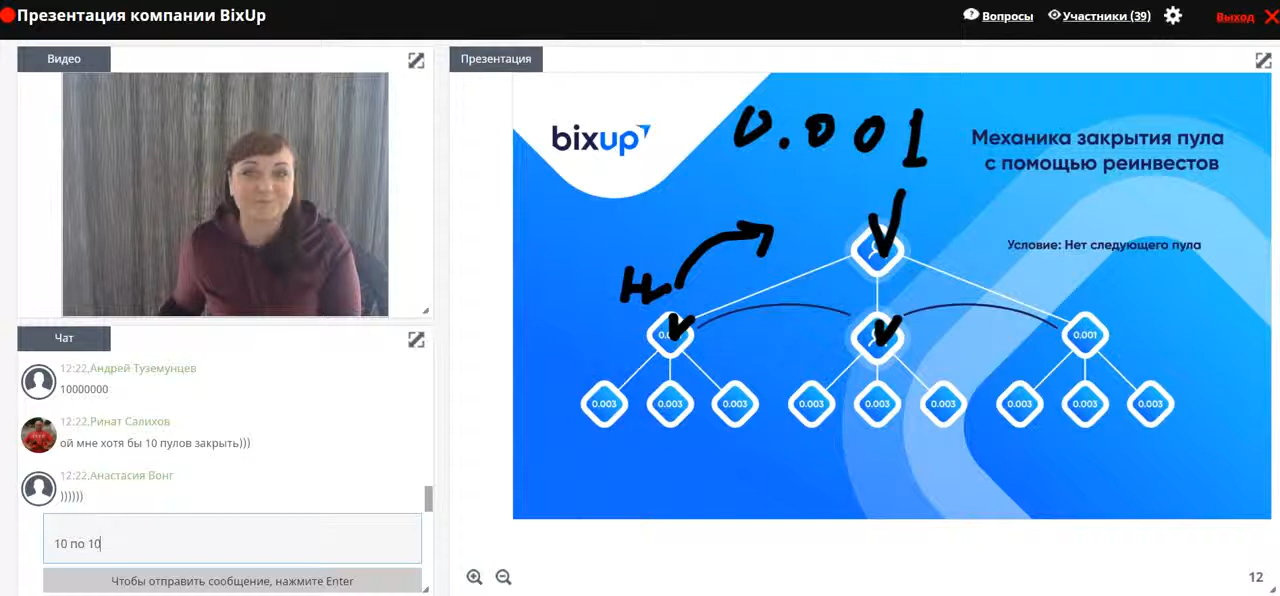 Презентация компании BixUp
Вопросы
Участники (39)
Выход
Видео
Презентация
bixup
0.001
Механика закрытия пула
с помощью реинвестов
Условие: Нет следующего пула
0.001
0.003
0.003
0.003
0.003
0.003
0.003
0.003
0.003
0.003
12
Чат
12:22,Андрей Туземунцев
10000000
12:22,Ринат Салихов
ой мне хотя бы 10 пулов закрыть)))
12:22,Анастасия Вонг
))))))
10 по 10
Чтобы отправить сообщение, нажмите Enter